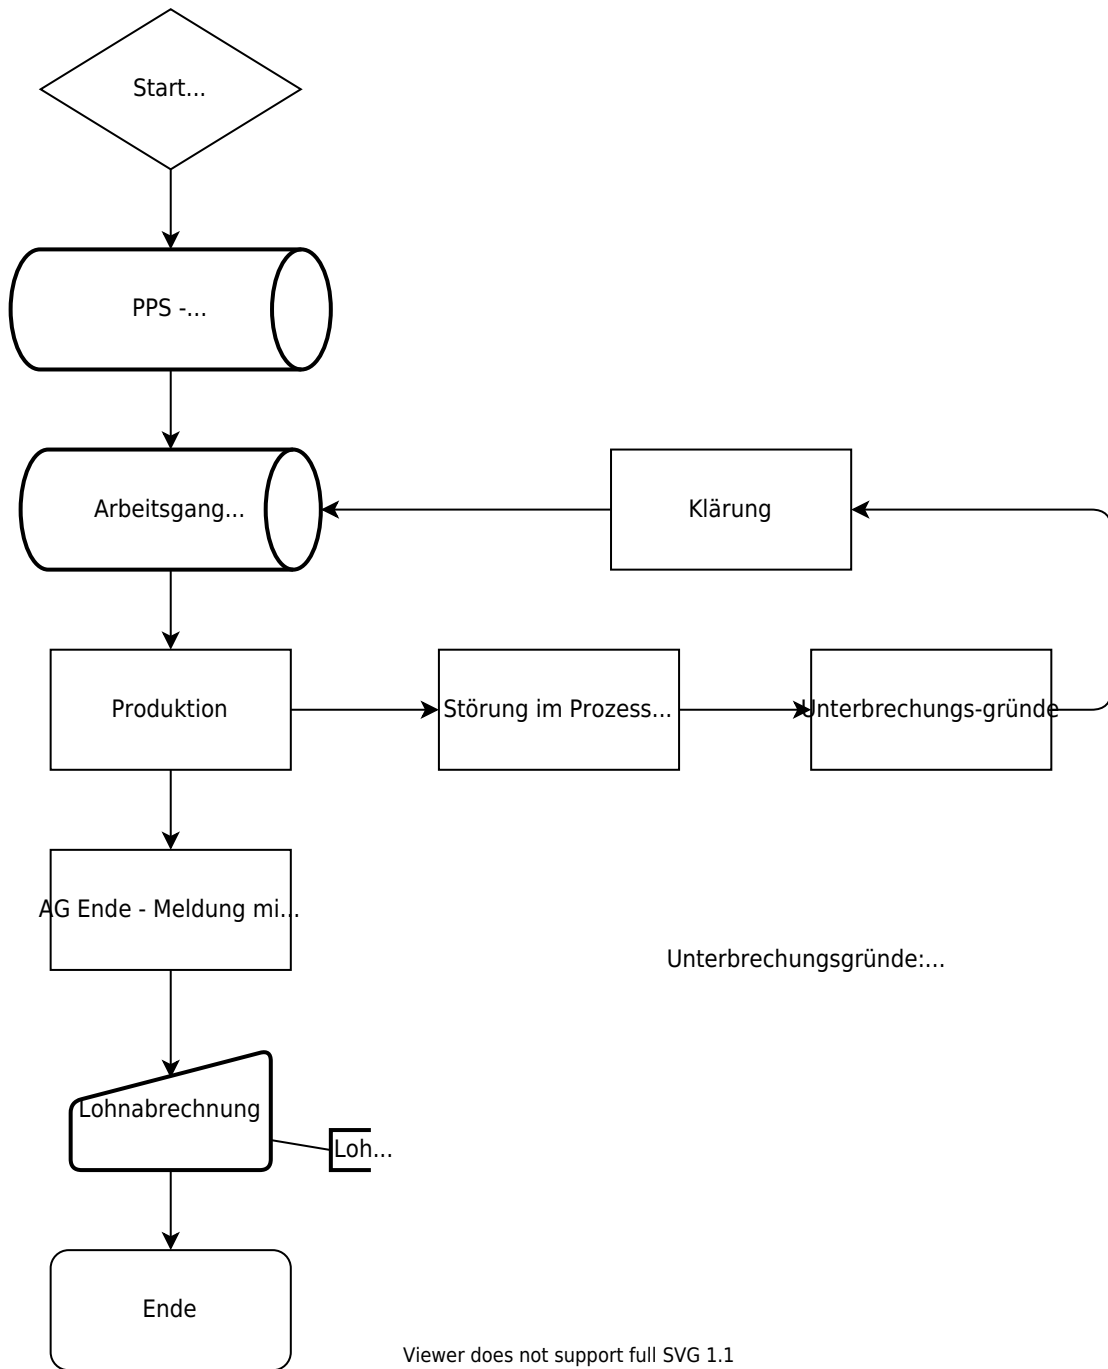 Start...
PPS -...
Arbeitsgang...
Klärung
Produktion
Störung im Prozess...
Unterbrechungs-gründe
AG Ende - Meldung mi...
Unterbrechungsgründe:...
Lohnabrechnung
Loh...
Ende
Viewer does not support full SVG 1.1